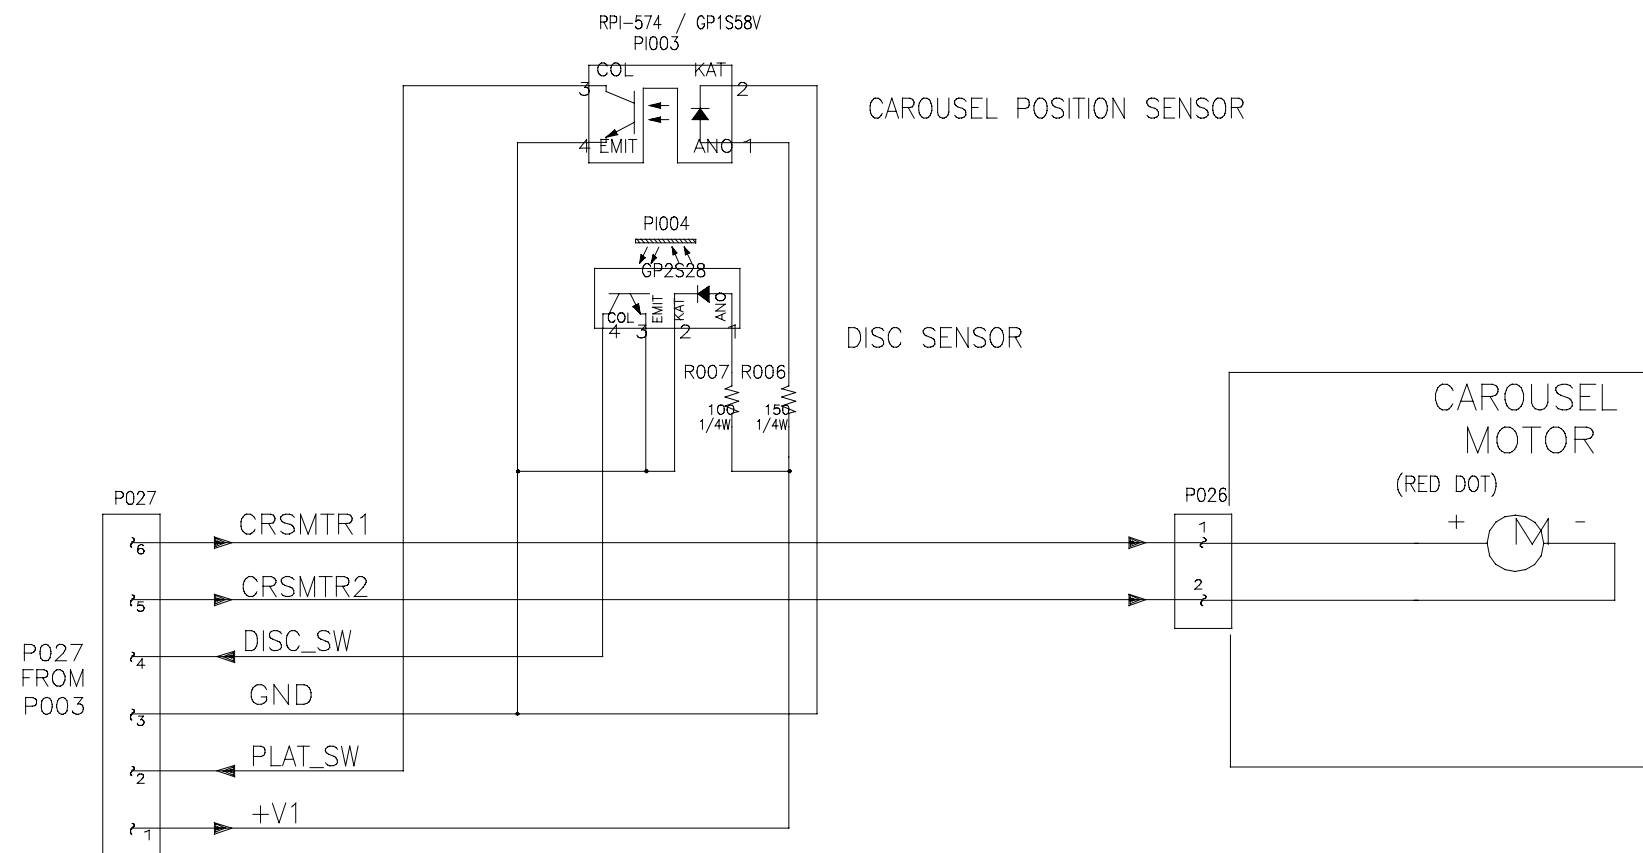 RPI-574 / GP1S58V
PI003
COL KAT
3 2
CAROUSEL POSITION SENSOR
4 EMIT ANO 1
PI004
GP2S28
COL EMIT KAT ANO
4 3 2 1
DISC SENSOR
R007 R006
100 150
1/4W 1/4W
CAROUSEL
MOTOR
(RED DOT)
P027
P026
+ M -
6 CRSMTR1 1
5 CRSMTR2 2
4 DISC_SW
P027
FROM
P003
3 GND
2 PLAT_SW
1 +V1